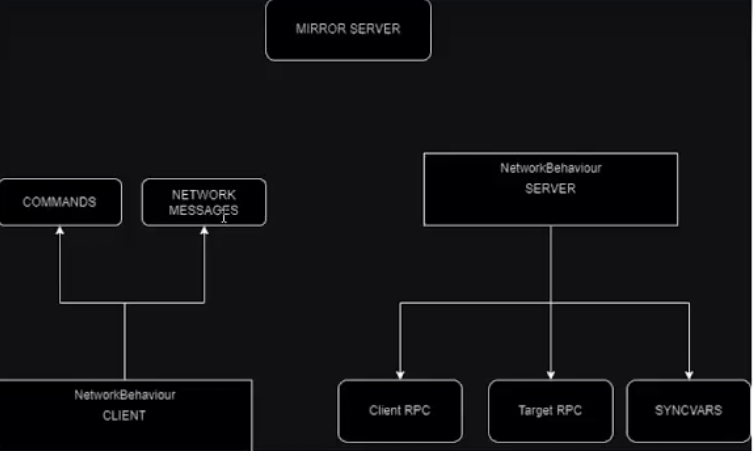 MIRROR SERVER
NetworkBehaviour
SERVER
COMMANDS
NETWORK
MESSAGES
NetworkBehaviour
CLIENT
Client RPC
Target RPC
SYNCVARS